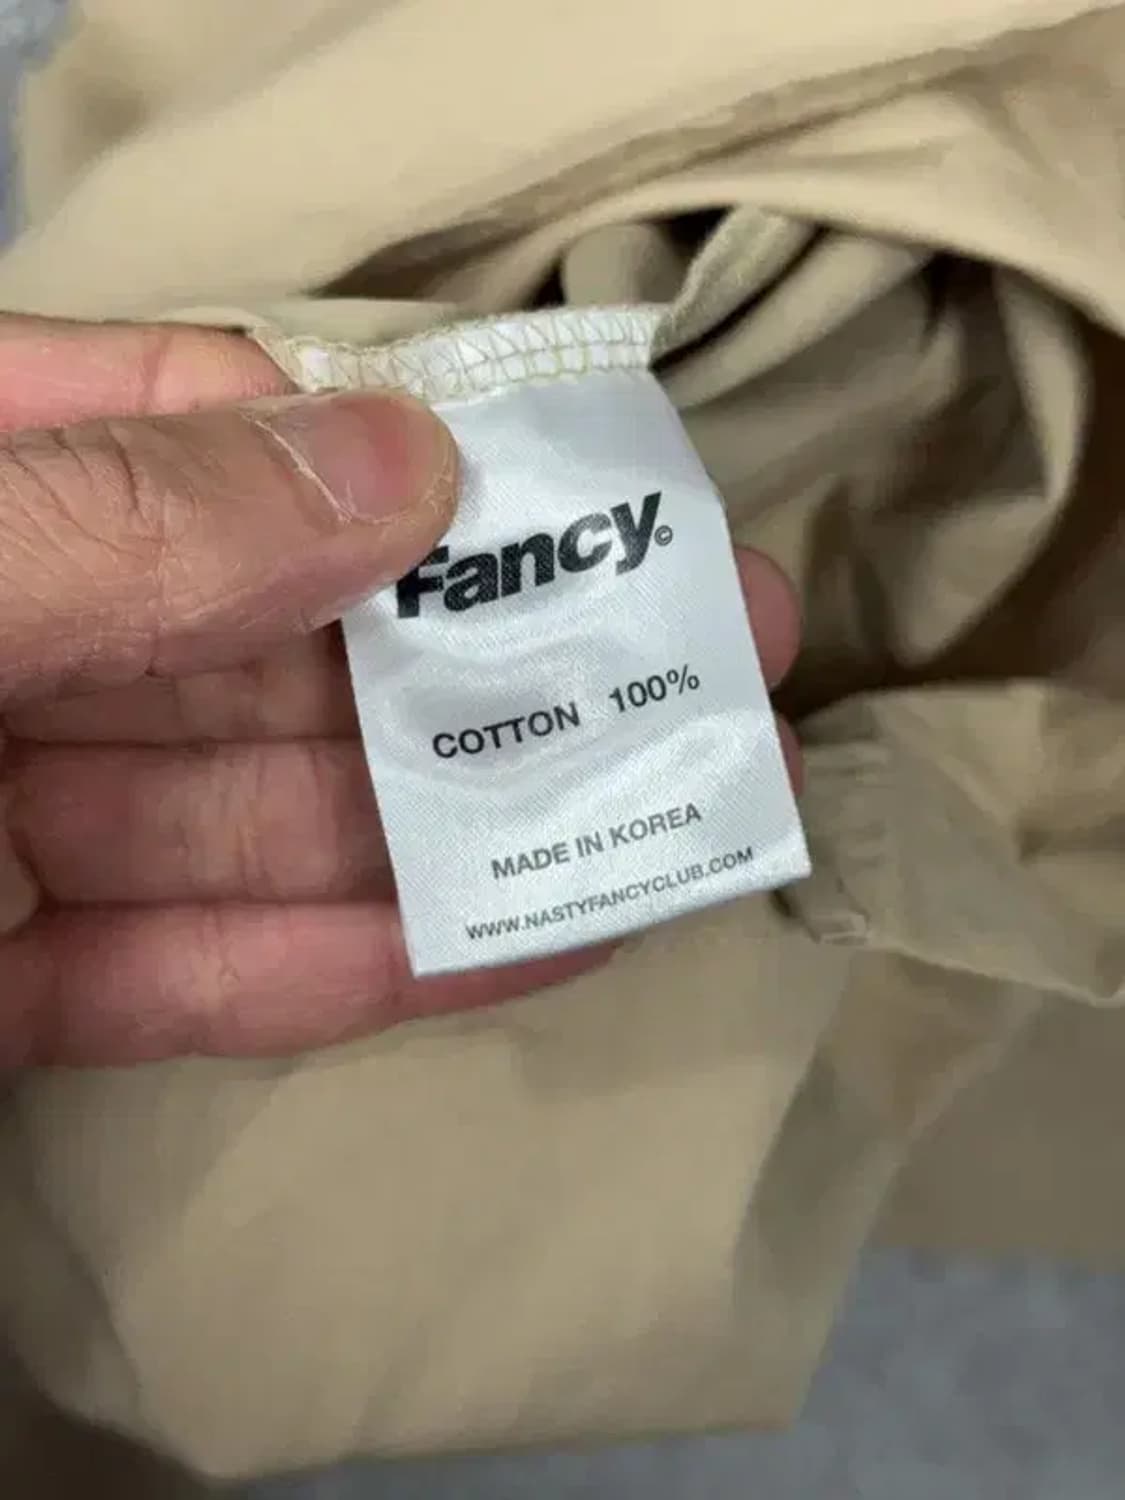 Fancy©
COTTON 100%
MADE IN KOREA
WWW.NASTYFANCYCLUB.COM